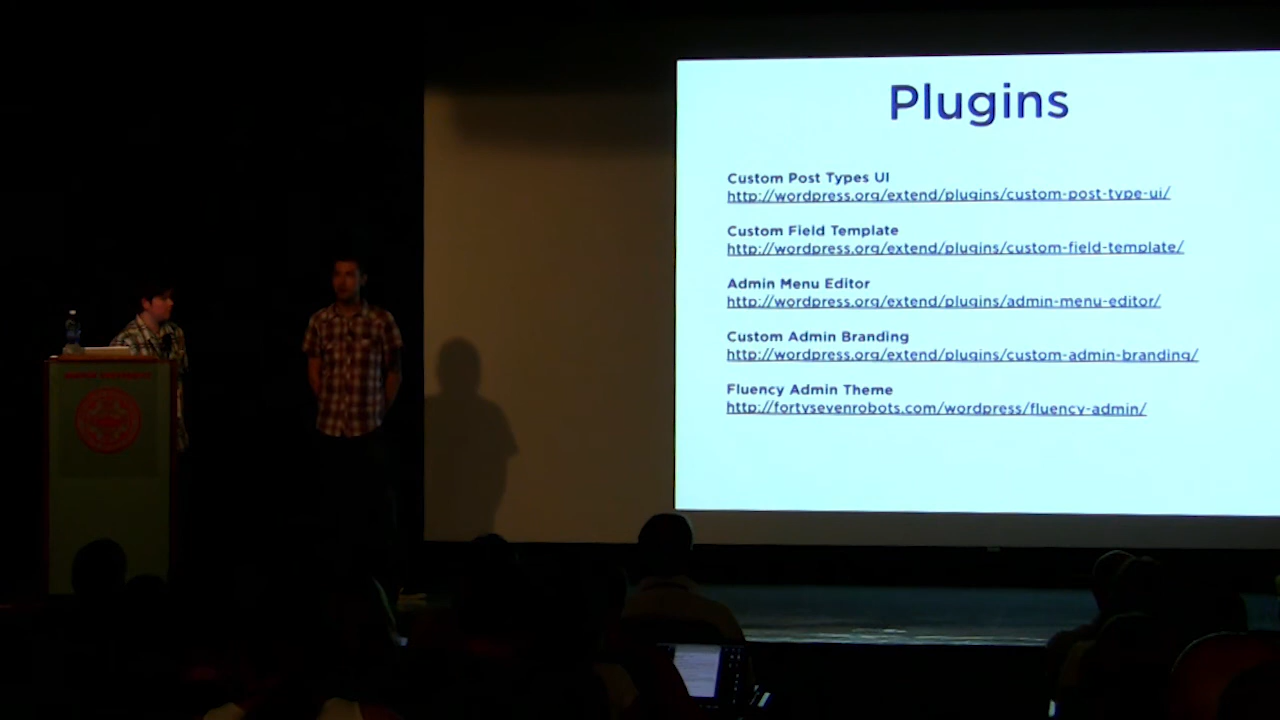 Plugins
Custom Post Types UI
http://wordpress.org/extend/plugins/custom-post-type-ui/
Custom Field Template
http://wordpress.org/extend/plugins/custom-field-template/
Admin Menu Editor
http://wordpress.org/extend/plugins/admin-menu-editor/
Custom Admin Branding
http://wordpress.org/extend/plugins/custom-admin-branding/
Fluency Admin Theme
http://fortysevenrobots.com/wordpress/fluency-admin/